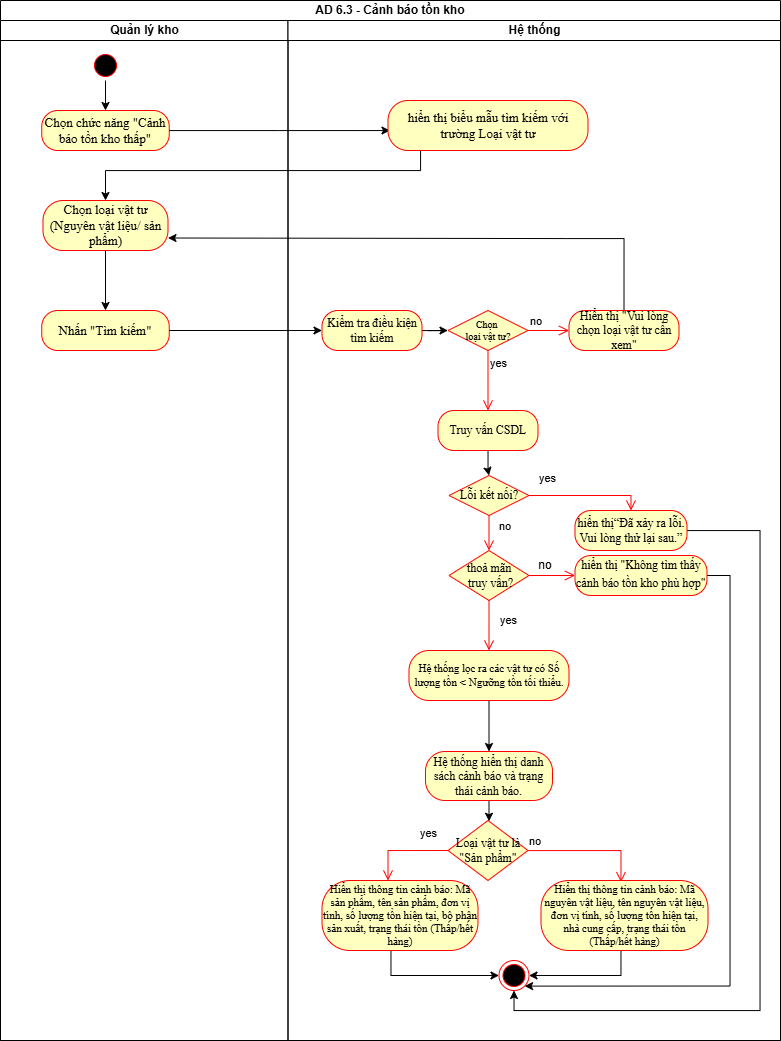 AD 6.3 - Cảnh báo tồn kho
Quản lý kho
Hệ thống
Chọn chức năng "Cảnh
báo tồn kho thấp"
hiển thị biểu mẫu tìm kiếm với
trường Loại vật tư
Chọn loại vật tư
(Nguyên vật liệu/ sản
phẩm)
Nhấn "Tìm kiếm"
Kiểm tra điều kiện
tìm kiếm
Chọn
loại vật tư?
no
Hiển thị "Vui lòng
chọn loại vật tư cần
xem"
yes
Truy vấn CSDL
Lỗi kết nối?
yes
hiển thị“Đã xảy ra lỗi.
Vui lòng thử lại sau.”
no
thoả mãn
truy vấn?
no
hiển thị "Không tìm thấy
cảnh báo tồn kho phù hợp"
yes
Hệ thống lọc ra các vật tư có Số
lượng tồn < Ngưỡng tồn tối thiểu.
Hệ thống hiển thị danh
sách cảnh báo và trạng
thái cảnh báo.
yes
Loại vật tư là
"Sản phẩm"
no
Hiển thị thông tin cảnh báo: Mã
sản phẩm, tên sản phẩm, đơn vị
tính, số lượng tồn hiện tại, bộ phận
sản xuất, trạng thái tồn (Thấp/hết
hàng)
Hiển thị thông tin cảnh báo: Mã
nguyên vật liệu, tên nguyên vật liệu,
đơn vị tính, số lượng tồn hiện tại,
nhà cung cấp, trạng thái tồn
(Thấp/hết hàng)